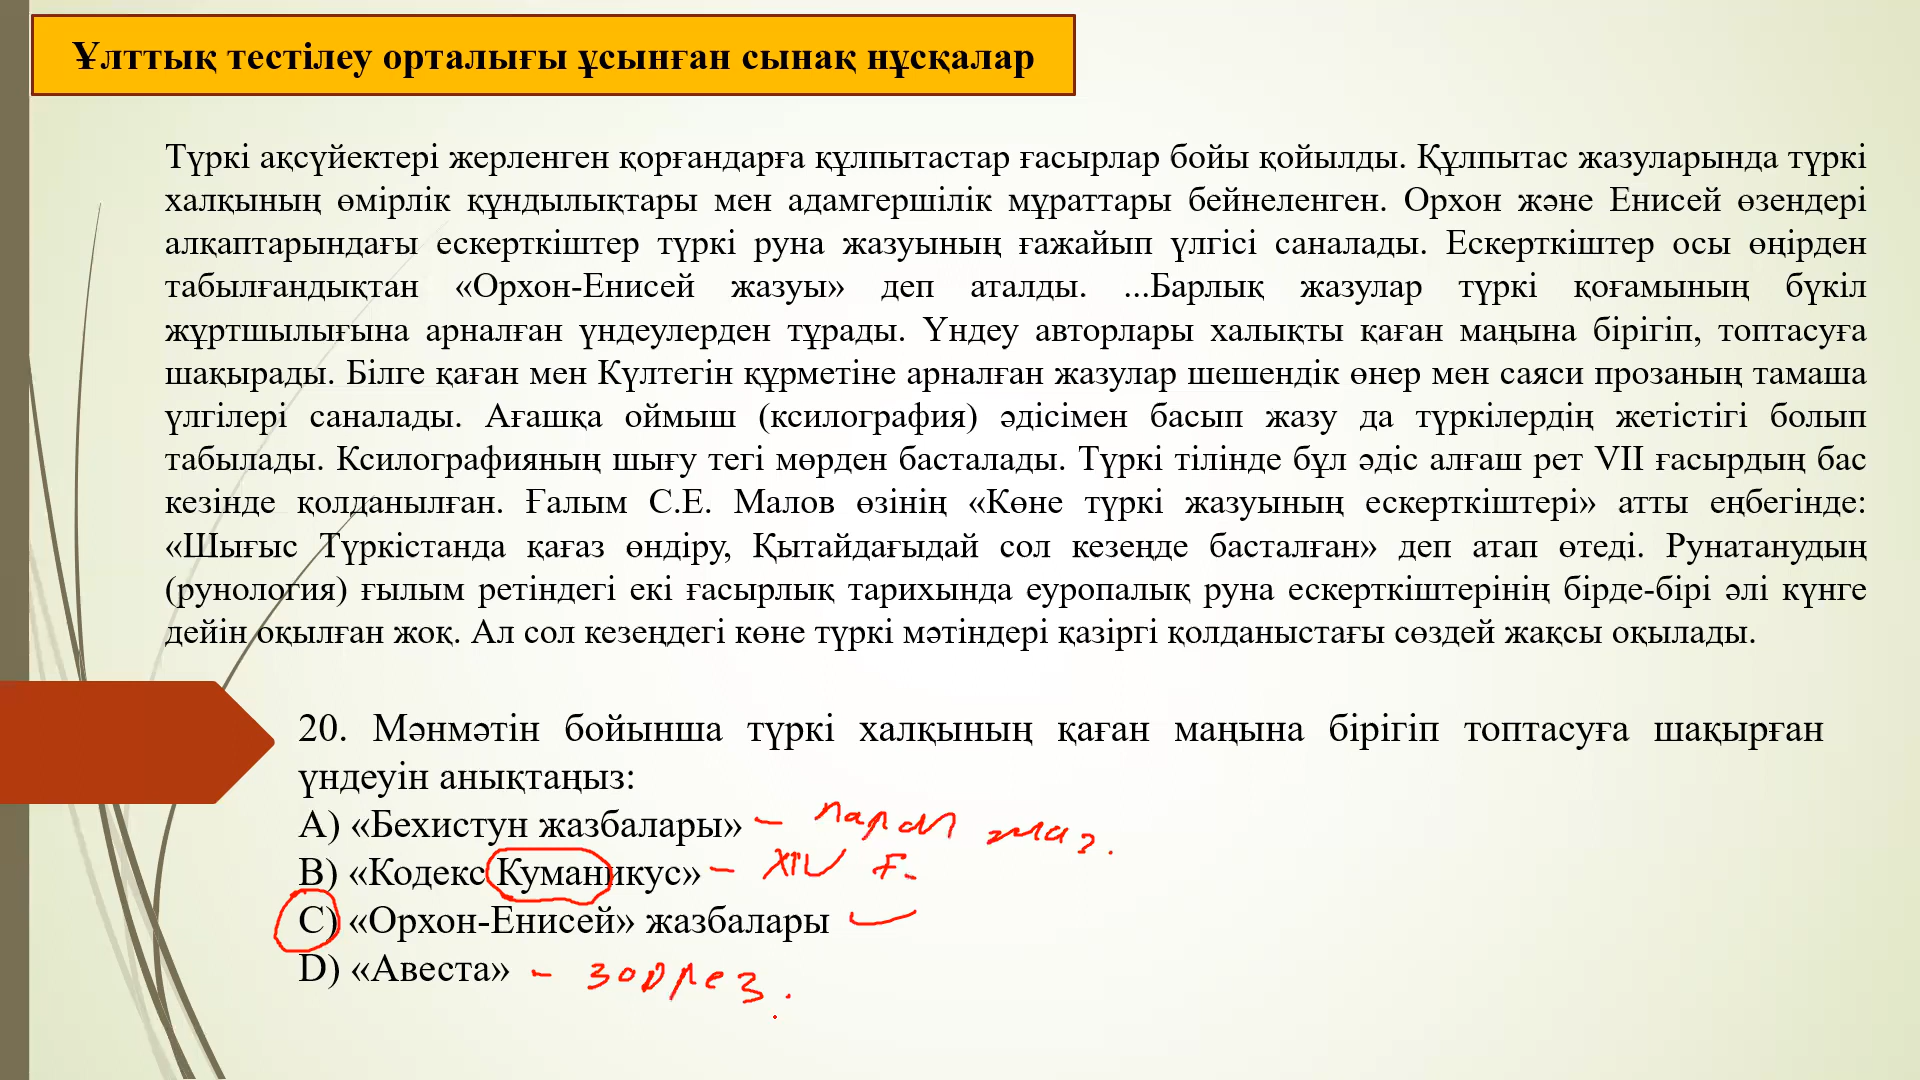 Ұлттық тестілеу орталығы ұсынған сынақ нұсқалар
Түркі ақсүйектері жерленген қорғандарға құлпытастар ғасырлар бойы қойылды. Құлпытас жазуларында түркі
халқының өмірлік құндылықтары мен адамгершілік мұраттары бейнеленген. Орхон және Енисей өзендері
алқаптарындағы ескерткіштер түркі руна жазуының ғажайып үлгісі саналады. Ескерткіштер осы өңірден
табылғандықтан «Орхон-Енисей жазуы» деп аталды. ...Барлық жазулар түркі қоғамының бүкіл
жұртшылығына арналған үндеулерден тұрады. Үндеу авторлары халықты қаған маңына бірігіп, топтасуға
шақырады. Білге қаған мен Күлтегін құрметіне арналған жазулар шешендік өнер мен саяси прозаның тамаша
үлгілері саналады. Ағашқа оймыш (ксилография) әдісімен басып жазу да түркілердің жетістігі болып
табылады. Ксилографияның шығу тегі мөрден басталады. Түркі тілінде бұл әдіс алғаш рет VII ғасырдың бас
кезінде қолданылған. Ғалым С.Е. Малов өзінің «Көне түркі жазуының ескерткіштері» атты еңбегінде:
«Шығыс Түркістанда қағаз өндіру, Қытайдағыдай сол кезеңде басталған» деп атап өтеді. Рунатанудың
(рунология) ғылым ретіндегі екі ғасырлық тарихында еуропалық руна ескерткіштерінің бірде-бірі әлі күнге
дейін оқылған жоқ. Ал сол кезеңдегі көне түркі мәтіндері қазіргі қолданыстағы сөздей жақсы оқылады.
20. Мәнмәтін бойынша түркі халқының қаған маңына бірігіп топтасуға шақырған
үндеуін анықтаңыз:
A) «Бехистун жазбалары» –
B) «Кодекс Куманикус» – XIV ғ.
C) «Орхон-Енисей» жазбалары
D) «Авеста» –